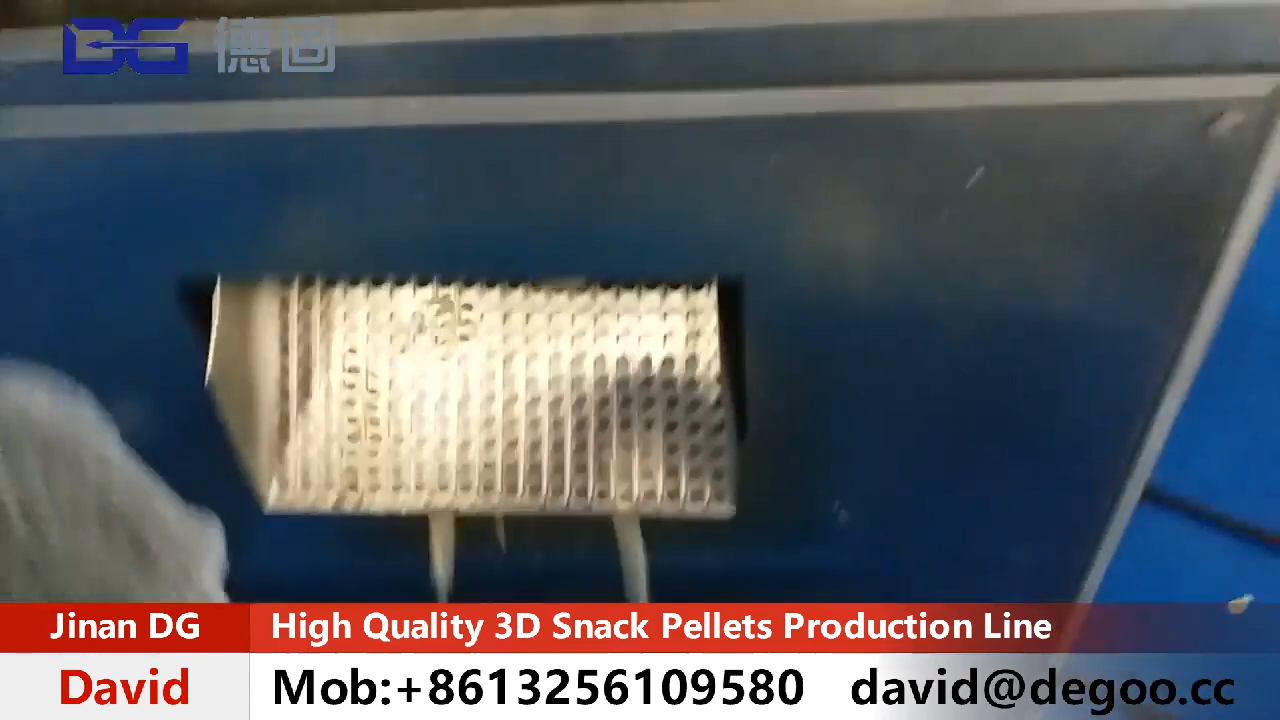 DG 德固
Jinan DG
High Quality 3D Snack Pellets Production Line
David
Mob:+8613256109580 david@degoo.cc